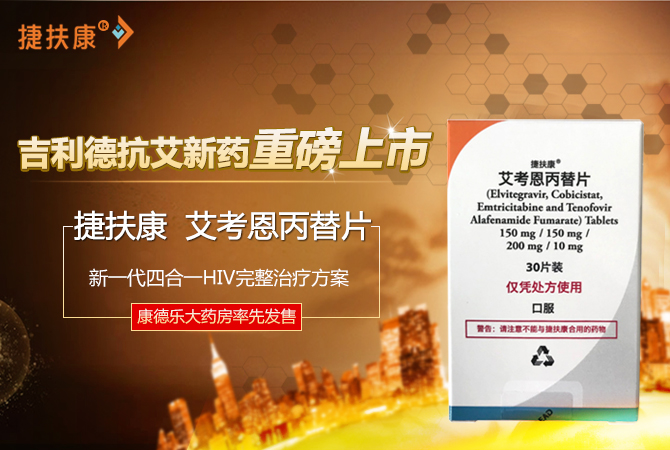 捷扶康®
吉利德抗艾新药重磅上市
捷扶康 艾考恩丙替片
新一代四合一HIV完整治疗方案
康德乐大药房率先发售
捷扶康®
艾考恩丙替片
(Elvitegravir, Cobicistat,
Emtricitabine and Tenofovir
Alafenamide Fumarate) Tablets
150 mg / 150 mg /
200 mg / 10 mg
30片装
仅凭处方使用
口服
警告：请注意不能与捷扶康合用的药物
EAD